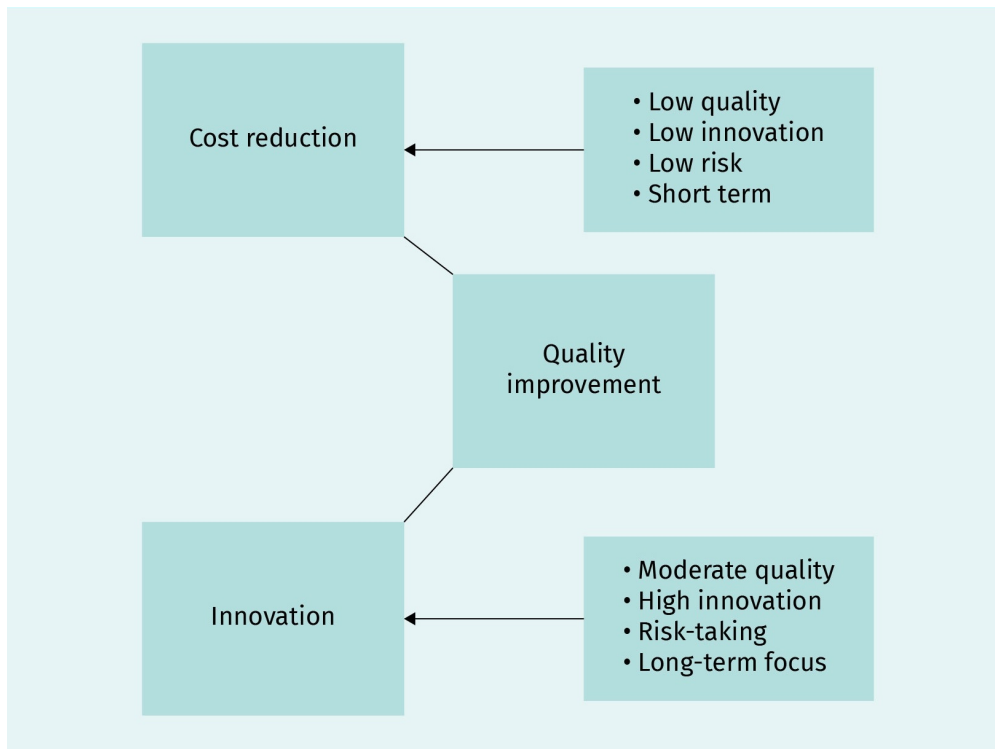 Cost reduction
• Low quality
• Low innovation
• Low risk
• Short term
Quality
improvement
Innovation
• Moderate quality
• High innovation
• Risk-taking
• Long-term focus